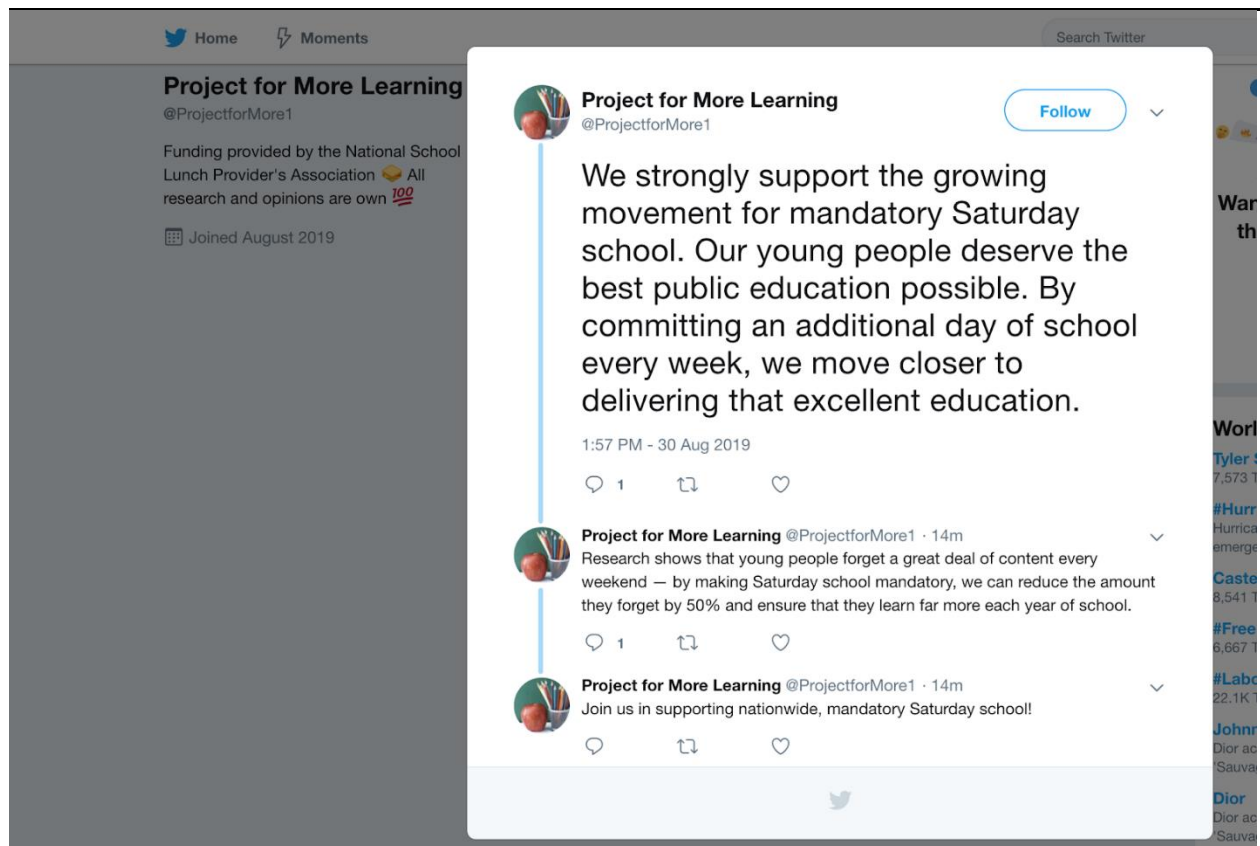 Home Moments
Search Twitter
Project for More Learning
@ProjectforMore1
Funding provided by the National School
Lunch Provider's Association 🥪 All
research and opinions are own 💯
Joined August 2019
Project for More Learning
@ProjectforMore1
Follow
We strongly support the growing
movement for mandatory Saturday
school. Our young people deserve the
best public education possible. By
committing an additional day of school
every week, we move closer to
delivering that excellent education.
1:57 PM - 30 Aug 2019
1
Project for More Learning @ProjectforMore1 · 14m
Research shows that young people forget a great deal of content every
weekend — by making Saturday school mandatory, we can reduce the amount
they forget by 50% and ensure that they learn far more each year of school.
1
Project for More Learning @ProjectforMore1 · 14m
Join us in supporting nationwide, mandatory Saturday school!
th
Tyler
7,573
8,541
#Free
6,667
22.1K
Dior ac
Dior
Dior ac